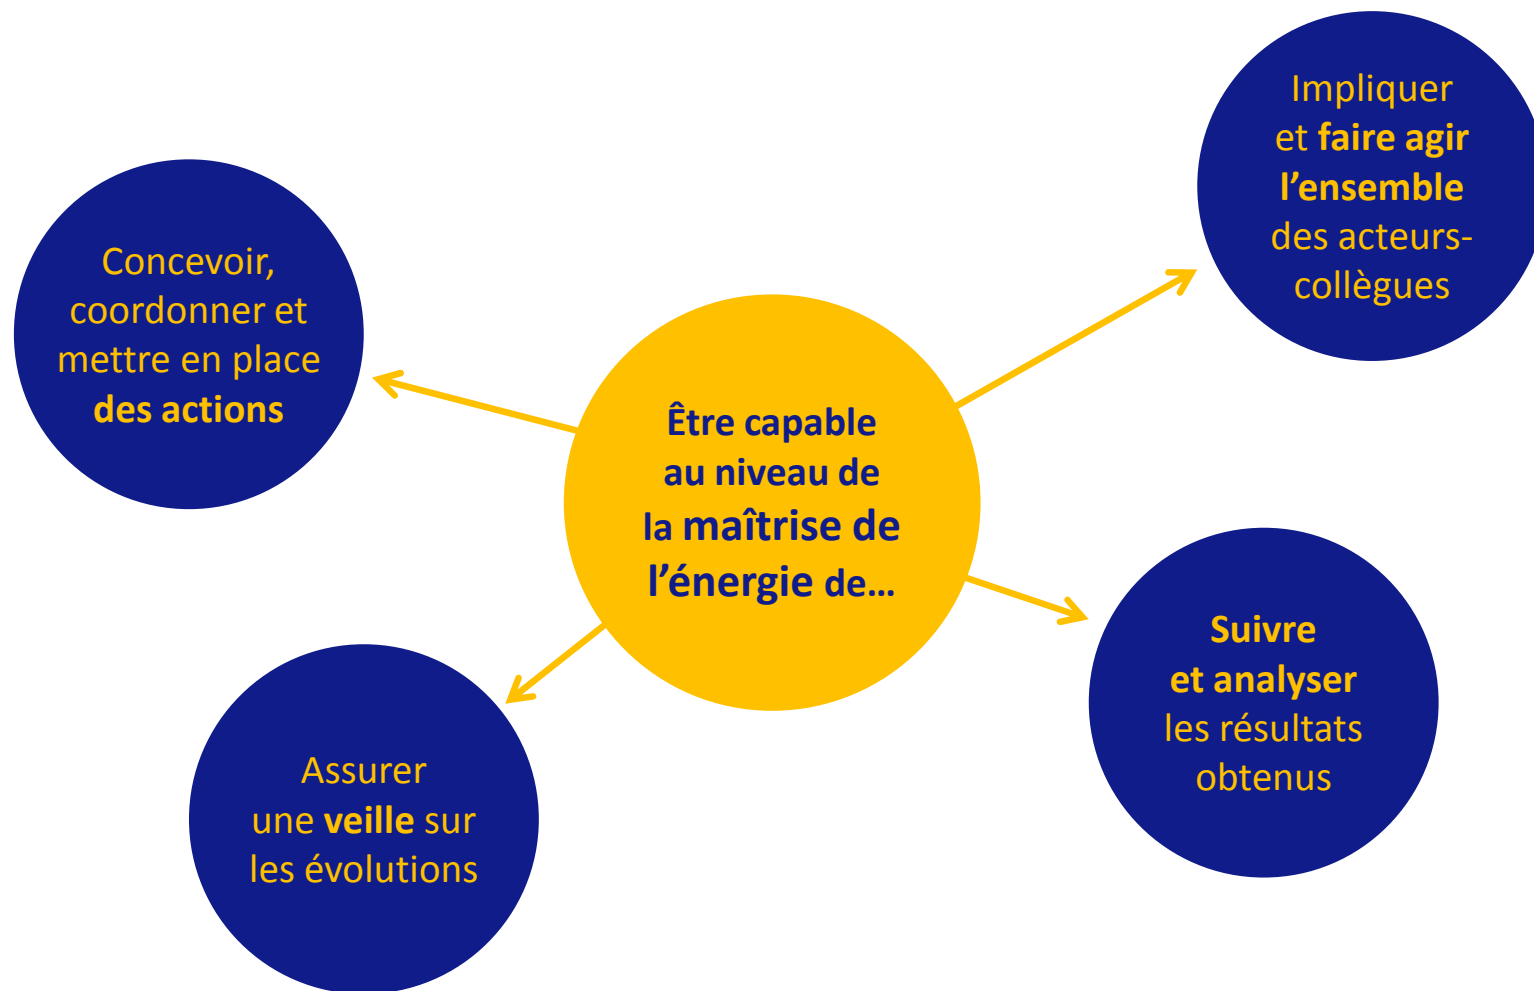 Concevoir,
coordonner et
mettre en place
des actions
Impliquer
et faire agir
l’ensemble
des acteurs-
collègues
Être capable
au niveau de
la maîtrise de
l’énergie de...
Assurer
une veille sur
les évolutions
Suivre
et analyser
les résultats
obtenus